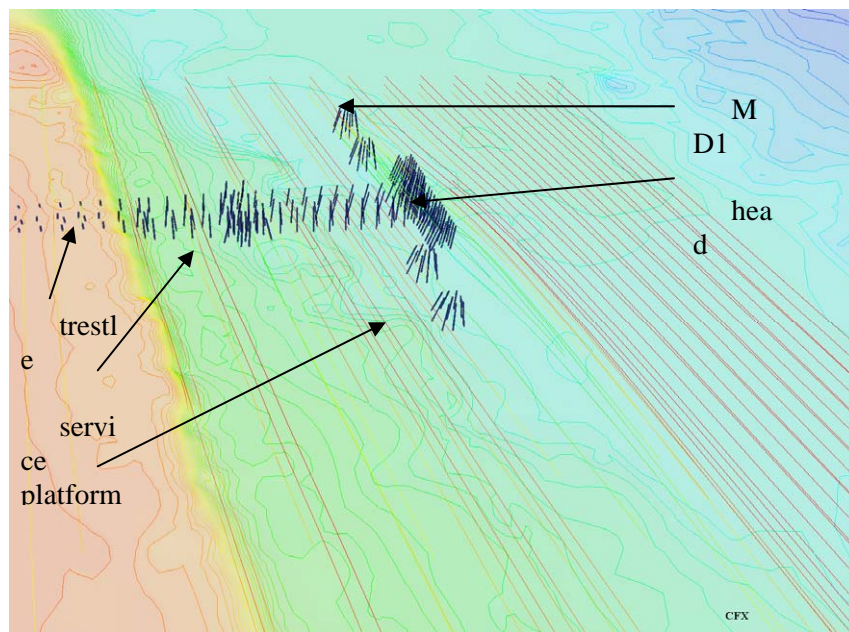 M
D1
hea
d
trestl
e
servi
ce
platform
CFX